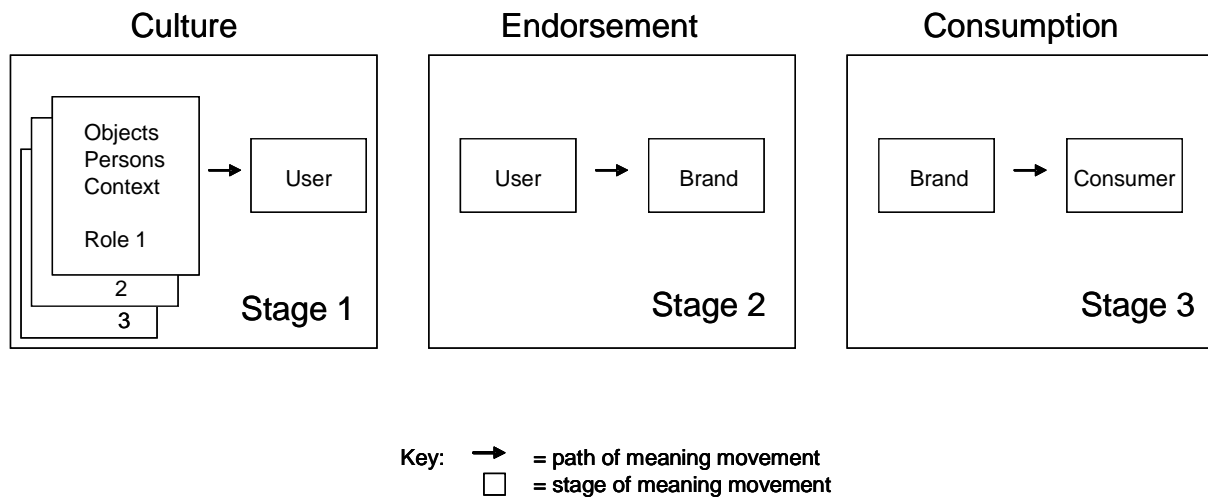 Culture
Endorsement
Consumption
Objects
Persons
Context
Role 1
2
3
User
Stage 1
User
Brand
Stage 2
Brand
Consumer
Stage 3
Key:
= path of meaning movement
= stage of meaning movement